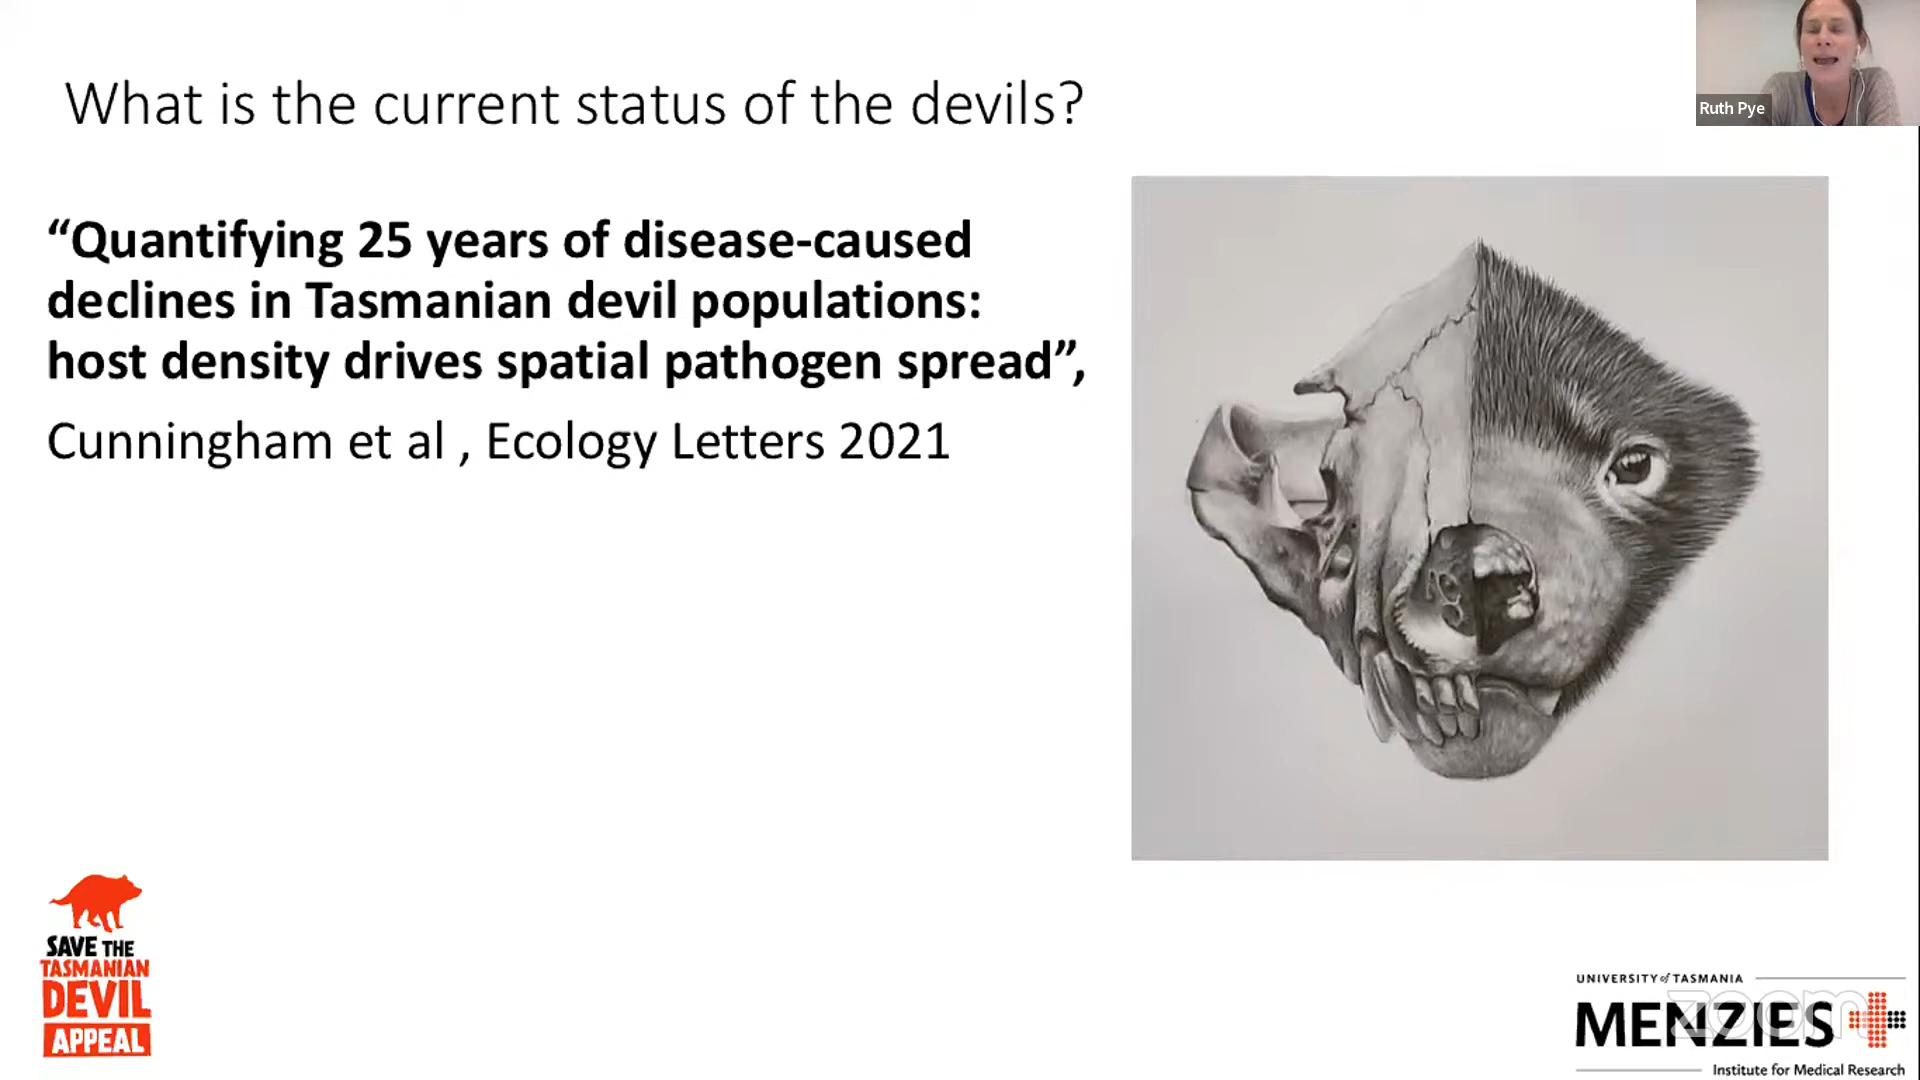 What is the current status of the devils?
Ruth Pye
“Quantifying 25 years of disease-caused
declines in Tasmanian devil populations:
host density drives spatial pathogen spread”,
Cunningham et al , Ecology Letters 2021
SAVE THE
TASMANIAN
DEVIL
APPEAL
UNIVERSITY of TASMANIA
MENZIES
zoom
Institute for Medical Research